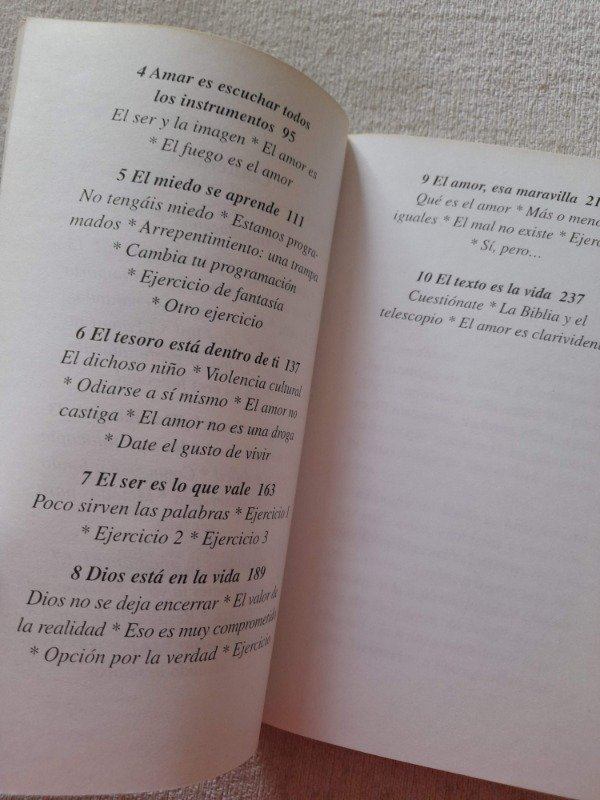 4 Amar es escuchar todos
los instrumentos 95
El ser y la imagen * El amor es
* El fuego es el amor
5 El miedo se aprende 111
No tengáis miedo * Estamos progra-
mados * Arrepentimiento: una trampa
* Cambia tu programación
* Ejercicio de fantasía
* Otro ejercicio
6 El tesoro está dentro de ti 137
El dichoso niño * Violencia cultural
* Odiarse a sí mismo * El amor no
castiga * El amor no es una droga
* Date el gusto de vivir
7 El ser es lo que vale 163
Poco sirven las palabras * Ejercicio 1
* Ejercicio 2 * Ejercicio 3
8 Dios está en la vida 189
Dios no se deja encerrar * El valor de
la realidad * Eso es muy comprometido
* Opción por la verdad * Ejercicio
9 El amor, esa maravilla 21
Qué es el amor * Más o meno
iguales * El mal no existe * Ejer
* Sí, pero...
10 El texto es la vida 237
Cuestiónate * La Biblia y el
telescopio * El amor es clarividen